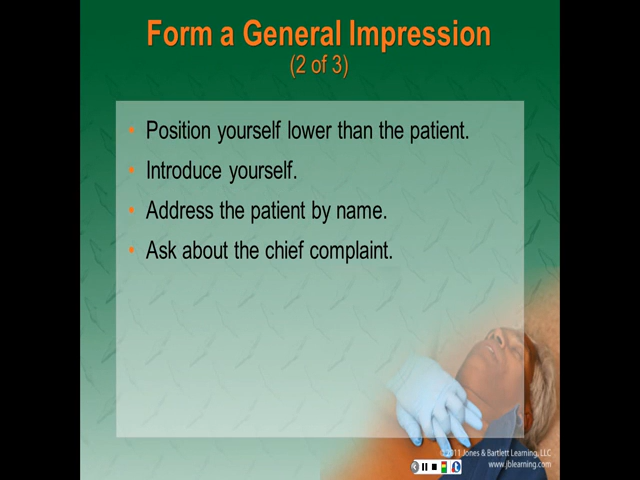 Form a General Impression
(2 of 3)
• Position yourself lower than the patient.
• Introduce yourself.
• Address the patient by name.
• Ask about the chief complaint.
©2011 Jones & Bartlett Learning, LLC
www.jblearning.com